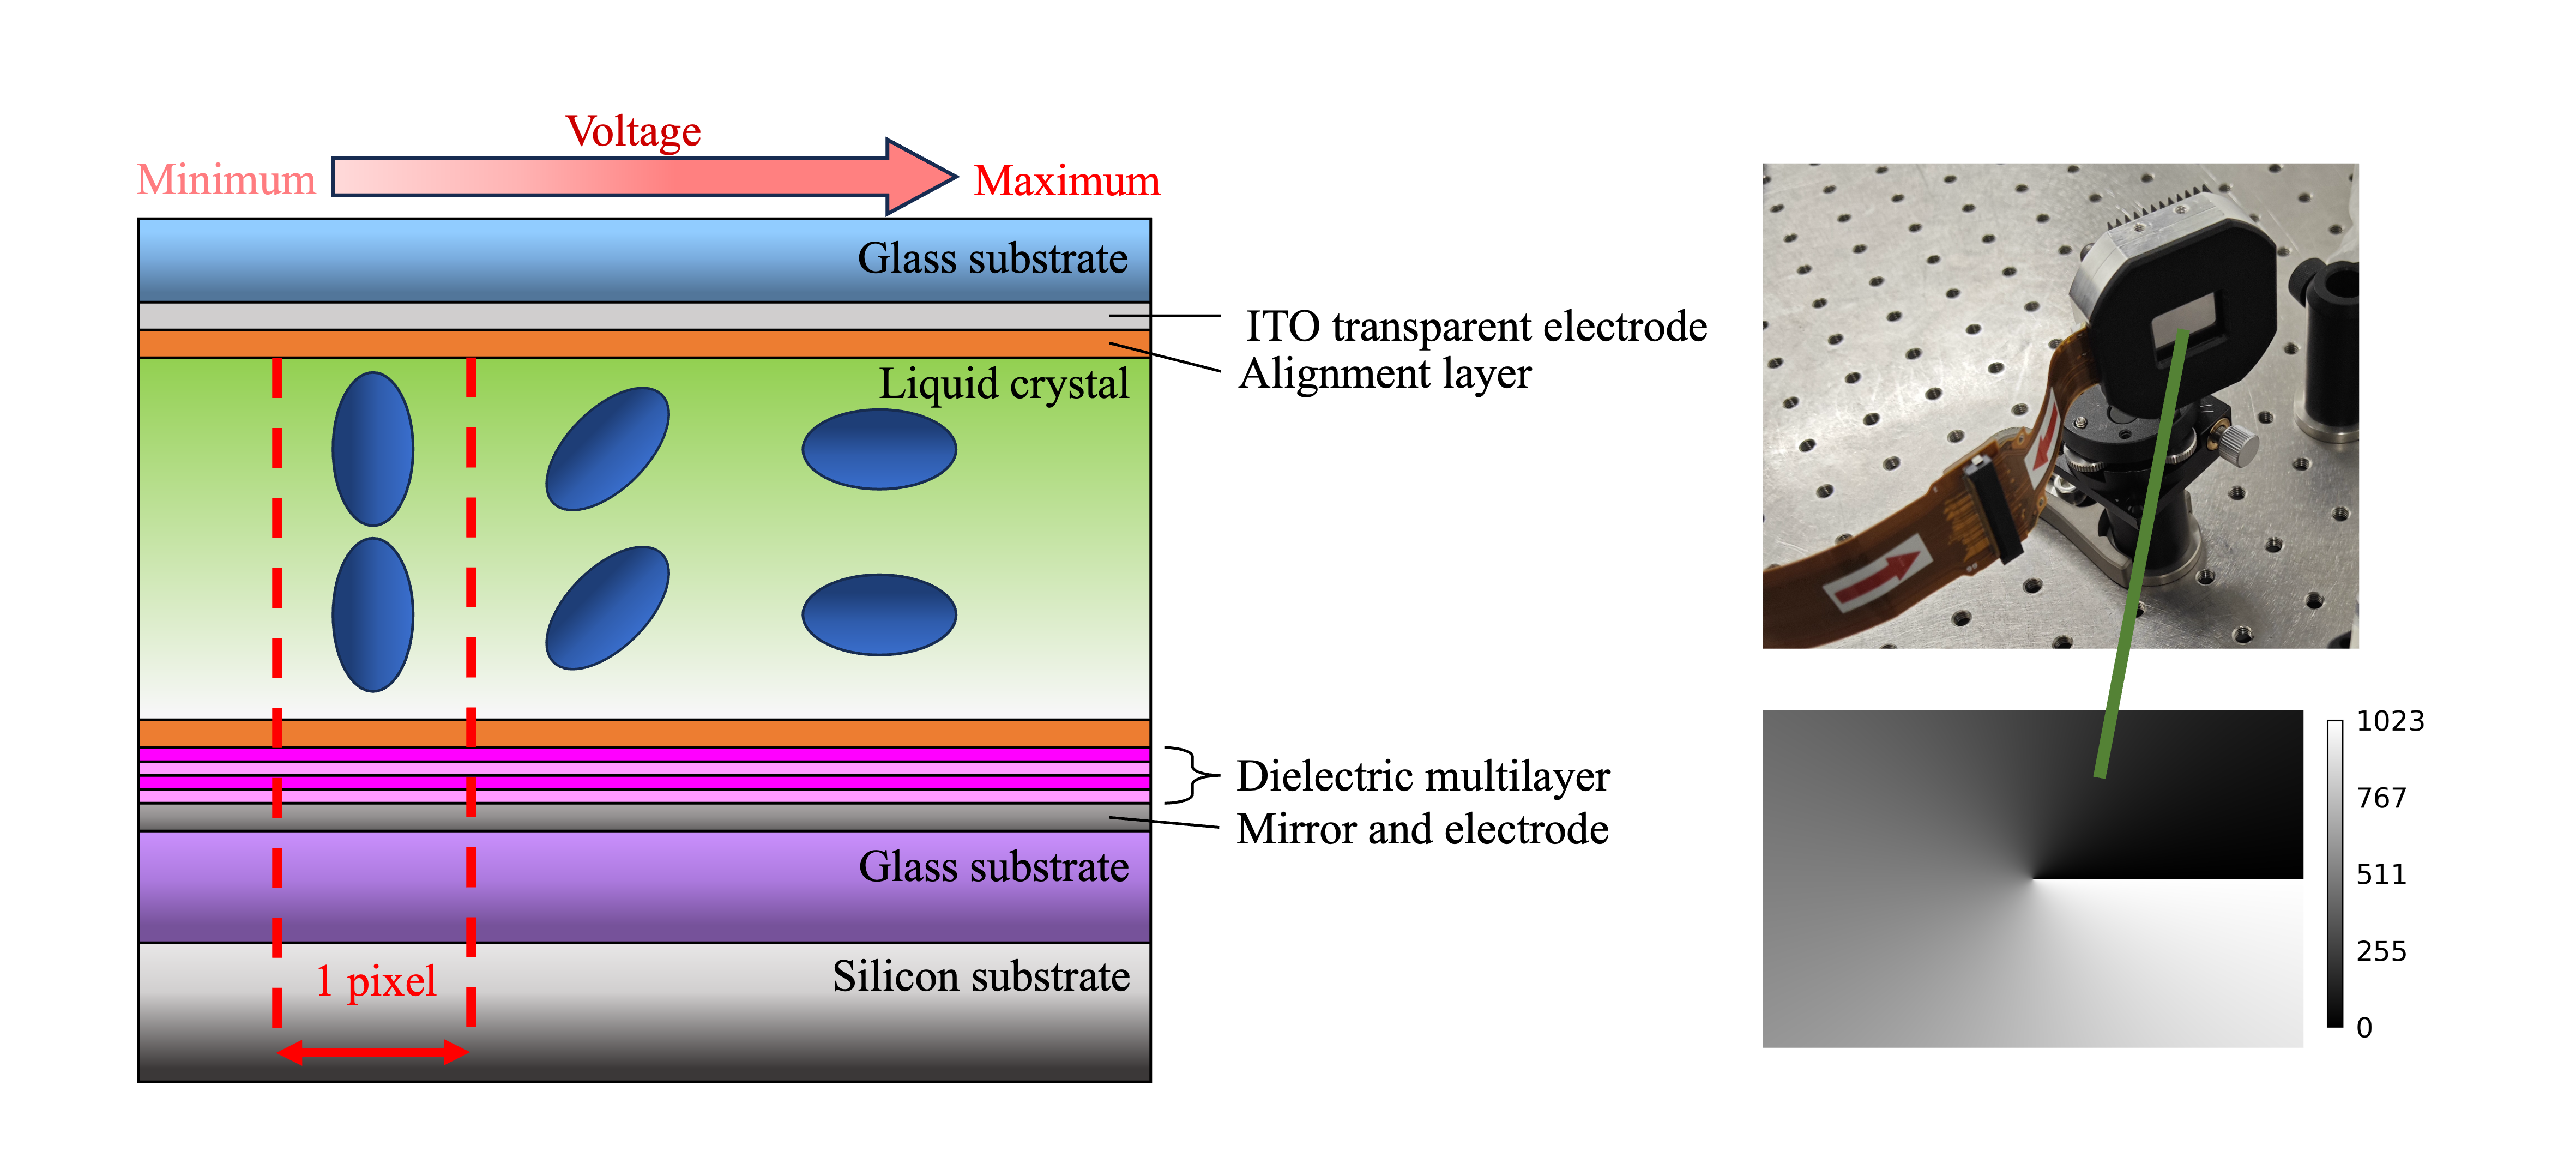 Voltage
Minimum
Maximum
Glass substrate
ITO transparent electrode
Alignment layer
Liquid crystal
Dielectric multilayer
Mirror and electrode
Glass substrate
Silicon substrate
1 pixel
1023
767
511
255
0